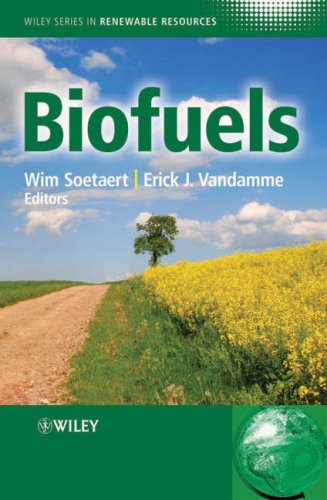 WILEY SERIES IN RENEWABLE RESOURCES
Biofuels
Wim Soetaert | Erick J. Vandamme
Editors
WILEY